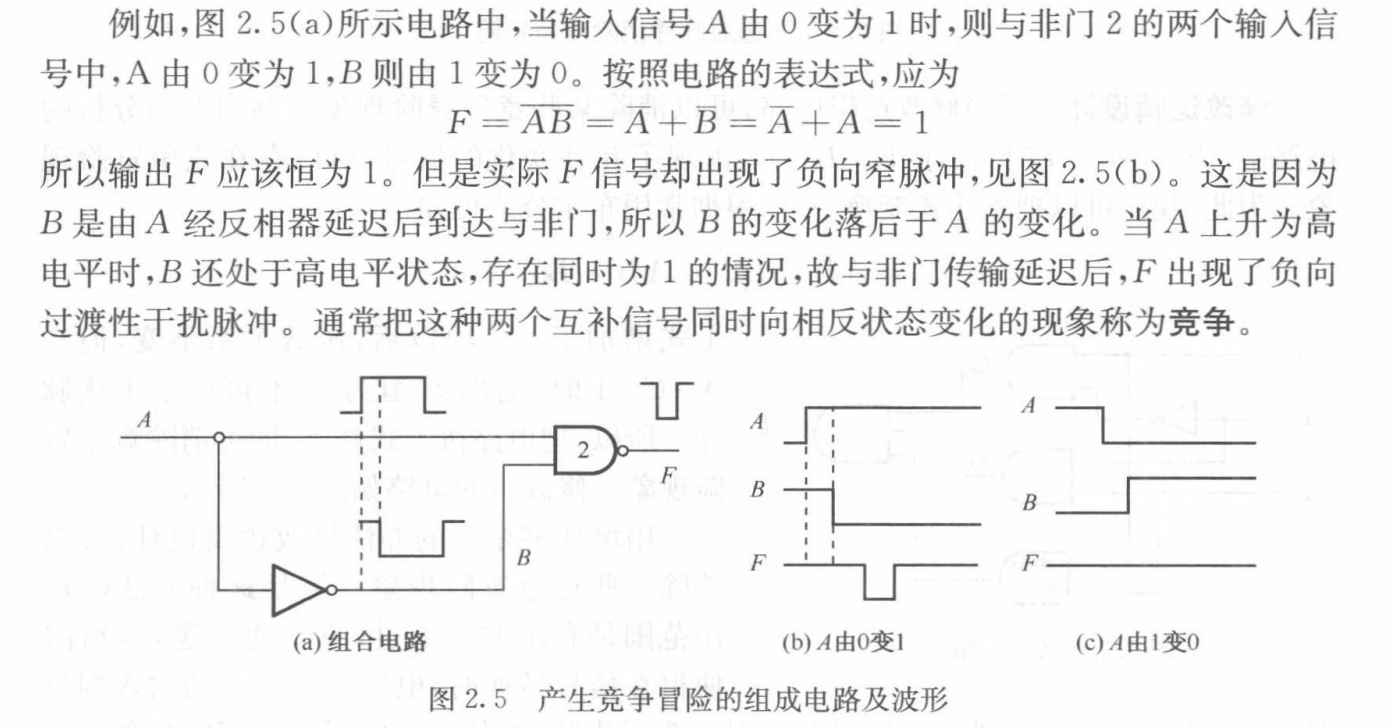 例如,图 2.5(a)所示电路中,当输入信号 A 由 0 变为 1 时,则与非门 2 的两个输入信
号中,A 由 0 变为 1,B 则由 1 变为 0。按照电路的表达式,应为
F = AB = A + B = A + A = 1
所以输出 F 应该恒为 1。但是实际 F 信号却出现了负向窄脉冲,见图 2.5(b)。这是因为
B 是由 A 经反相器延迟后到达与非门,所以 B 的变化落后于 A 的变化。当 A 上升为高
电平时,B 还处于高电平状态,存在同时为 1 的情况,故与非门传输延迟后,F 出现了负向
过渡性干扰脉冲。通常把这种两个互补信号同时向相反状态变化的现象称为竞争。
A
2
F
B
(a) 组合电路
A
B
F
(b) A由0变1
A
B
F
(c) A由1变0
图 2.5 产生竞争冒险的组成电路及波形